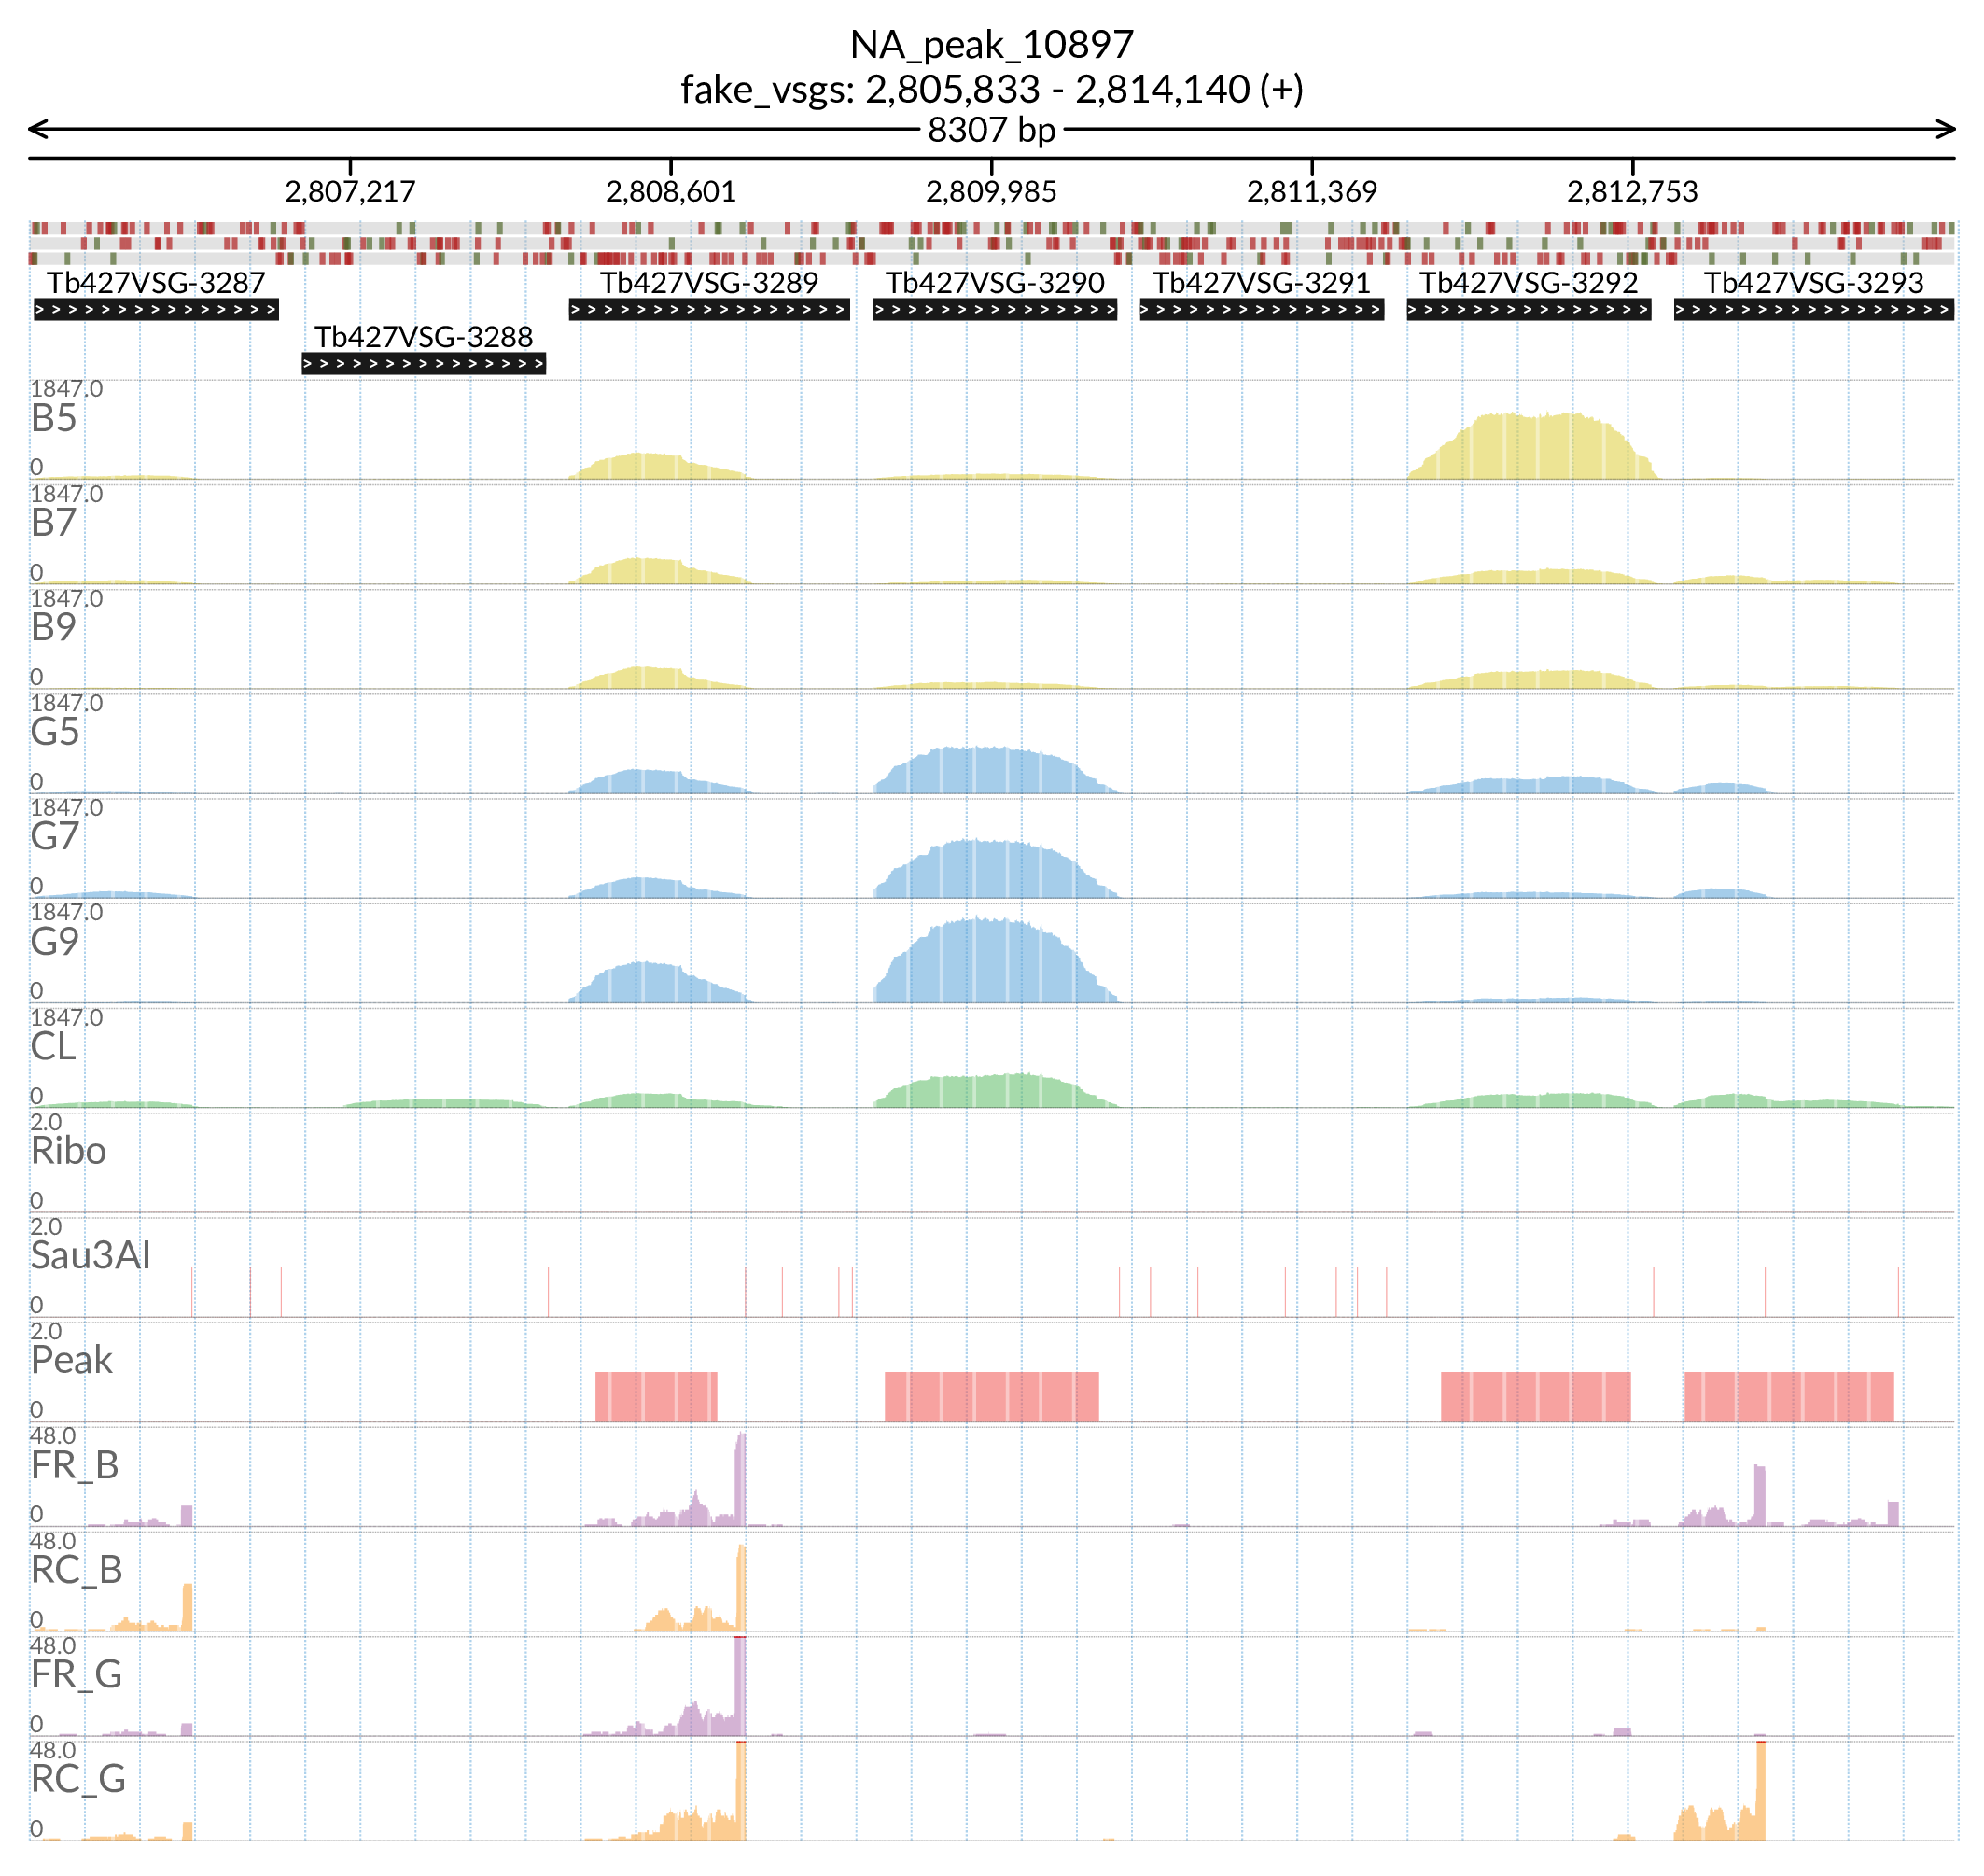 NA_peak_10897
fake_vsgs: 2,805,833 - 2,814,140 (+)
8307 bp
2,807,217 2,808,601 2,809,985 2,811,369 2,812,753
Tb427VSG-3287 Tb427VSG-3289 Tb427VSG-3290 Tb427VSG-3291 Tb427VSG-3292 Tb427VSG-3293
Tb427VSG-3288
1847.0
B5
0
1847.0
B7
0
1847.0
B9
0
1847.0
G5
0
1847.0
G7
0
1847.0
G9
0
1847.0
CL
0
2.0
Ribo
0
2.0
Sau3AI
0
2.0
Peak
0
48.0
FR_B
0
48.0
RC_B
0
48.0
FR_G
0
48.0
RC_G
0